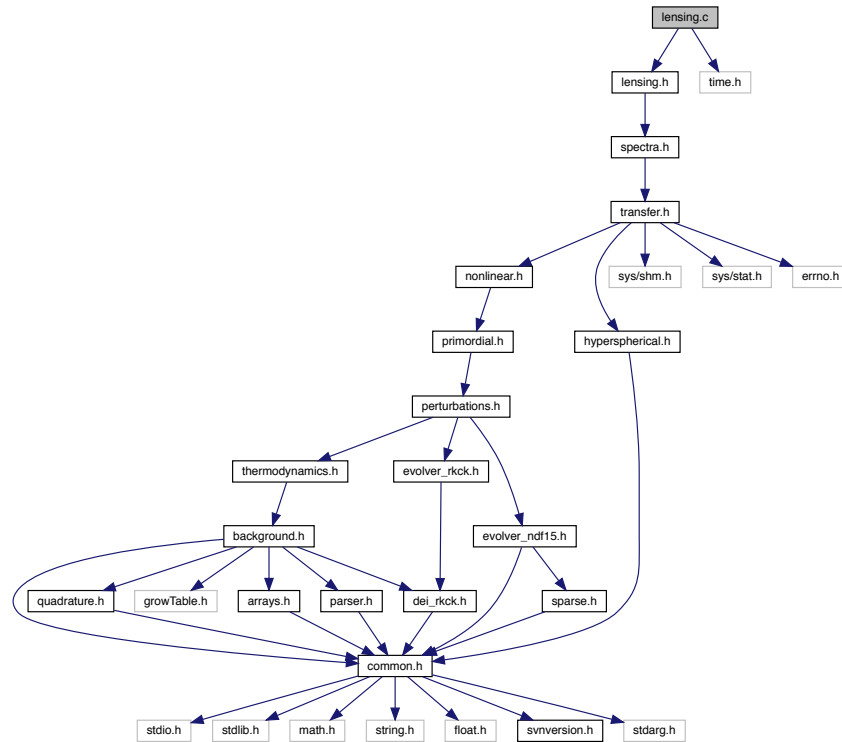 lensing.c
lensing.h
time.h
spectra.h
transfer.h
nonlinear.h
sys/shm.h
sys/stat.h
errno.h
primordial.h
hyperspherical.h
perturbations.h
thermodynamics.h
evolver_rkck.h
background.h
evolver_ndf15.h
quadrature.h
growTable.h
arrays.h
parser.h
dei_rkck.h
sparse.h
common.h
stdio.h
stdlib.h
math.h
string.h
float.h
svnversion.h
stdarg.h